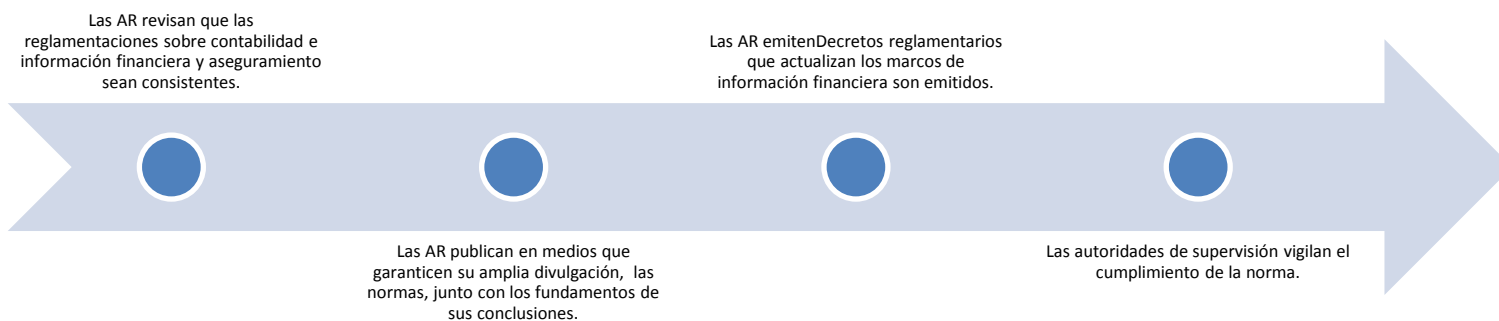 Las AR revisan que las
reglamentaciones sobre contabilidad e
información financiera y aseguramiento
sean consistentes.
Las AR publican en medios que
garanticen su amplia divulgación, las
normas, junto con los fundamentos de
sus conclusiones.
Las AR emitenDecretos reglamentarios
que actualizan los marcos de
información financiera son emitidos.
Las autoridades de supervisión vigilan el
cumplimiento de la norma.